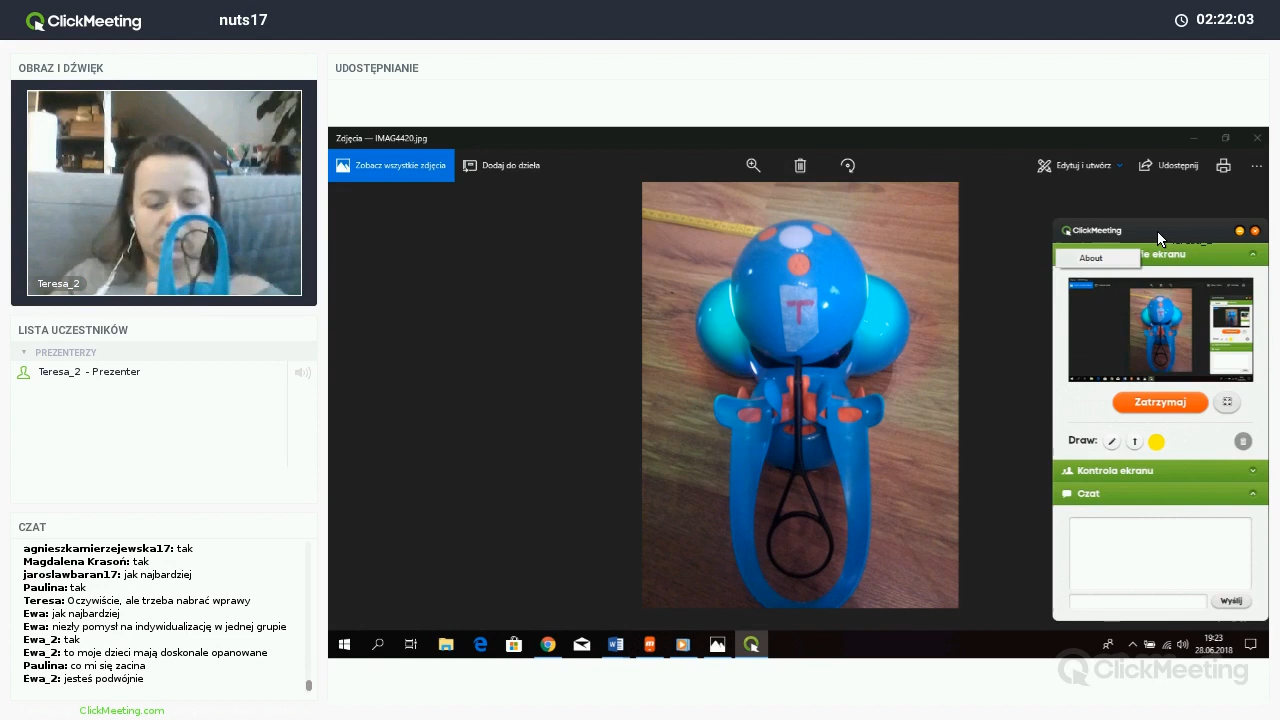 ClickMeeting
nuts17
02:22:03
OBRAZ I DŹWIĘK
UDOSTĘPNIANIE
Teresa_2
Zdjęcia — IMAG4420.jpg
Zobacz wszystkie zdjęcia
Dodaj do dzieła
Edytuj i utwórz
Udostępnij
T
ClickMeeting
About
ie ekranu
Zatrzymaj
Draw:
Kontrola ekranu
Czat
Wyślij
19:23
28.06.2018
ClickMeeting
LISTA UCZESTNIKÓW
PREZENTERZY
Teresa_2 - Prezenter
CZAT
agnieszkamierzejewska17: tak
Magdalena Krasoń: tak
jaroslawbaran17: jak najbardziej
Paulina: tak
Teresa: Oczywiście, ale trzeba nabrać wprawy
Ewa: jak najbardziej
Ewa: niezły pomysł na indywidualizację w jednej grupie
Ewa_2: tak
Ewa_2: to moje dzieci mają doskonale opanowane
Paulina: co mi się zacina
Ewa_2: jesteś podwójnie
ClickMeeting.com